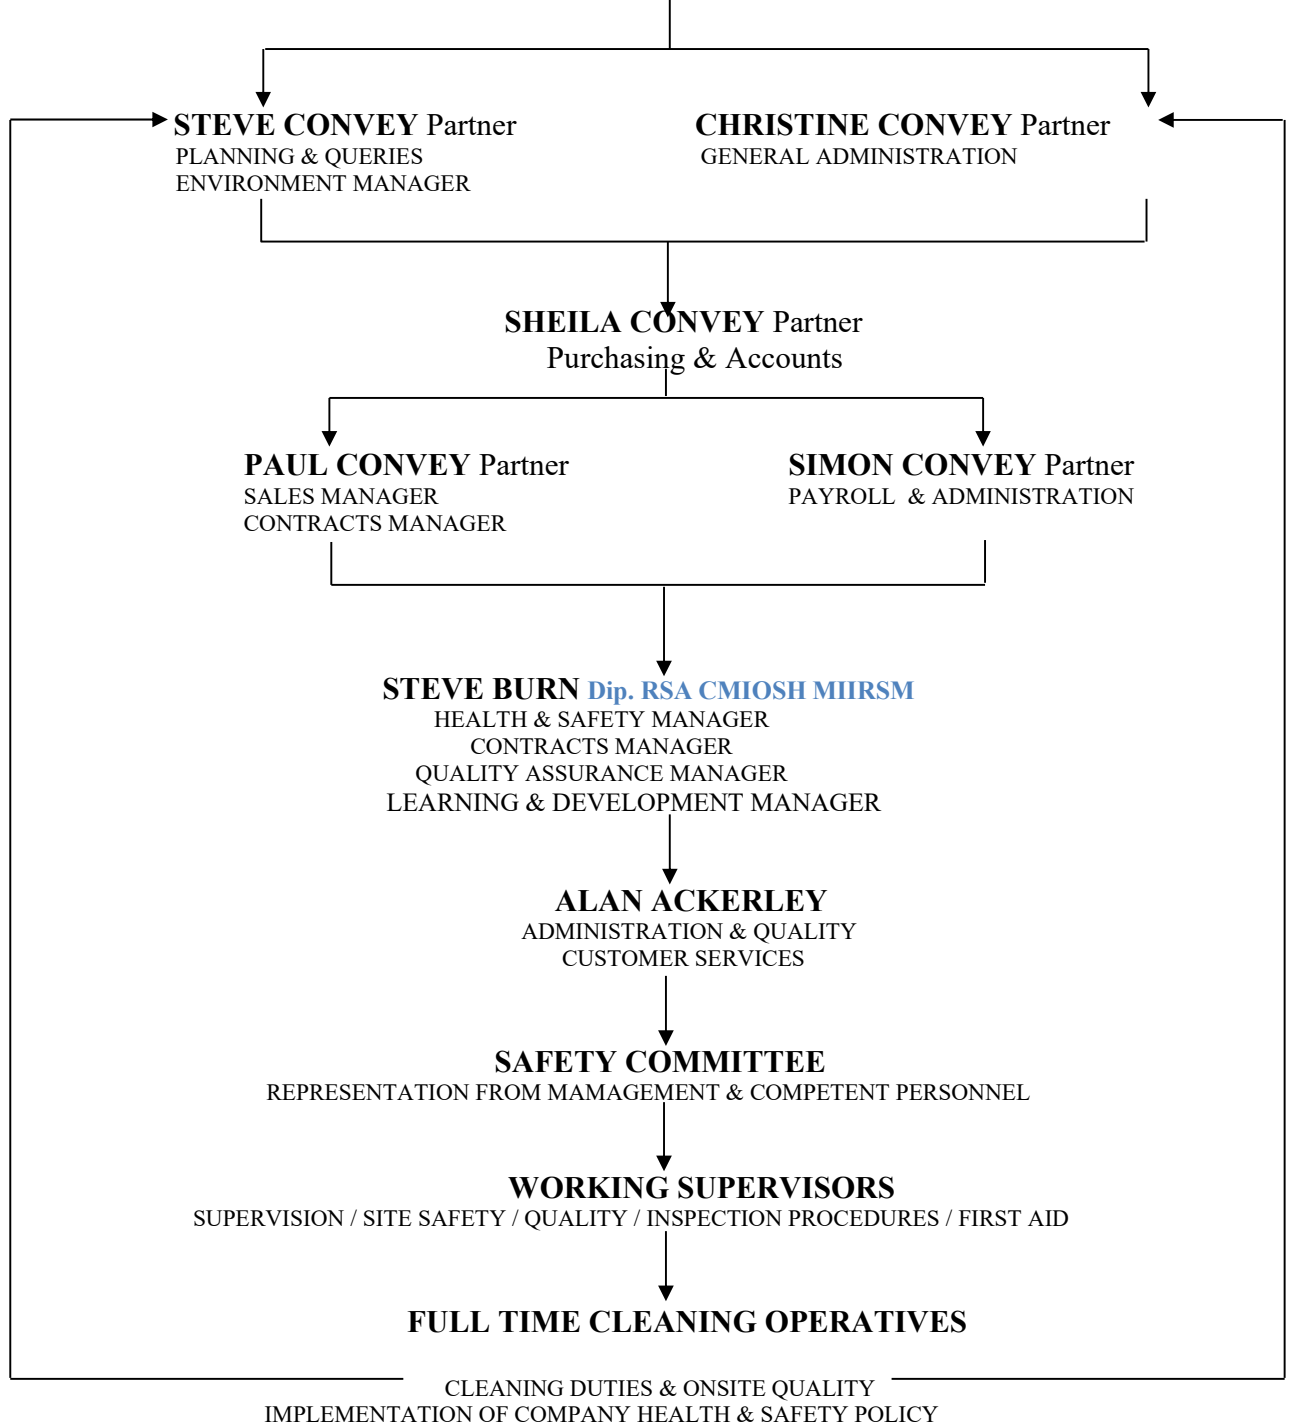 STEVE CONVEY Partner CHRISTINE CONVEY Partner
PLANNING & QUERIES GENERAL ADMINISTRATION
ENVIRONMENT MANAGER
SHEILA CONVEY Partner
Purchasing & Accounts
PAUL CONVEY Partner SIMON CONVEY Partner
SALES MANAGER PAYROLL & ADMINISTRATION
CONTRACTS MANAGER
STEVE BURN Dip. RSA CMIOSH MIIRSM
HEALTH & SAFETY MANAGER
CONTRACTS MANAGER
QUALITY ASSURANCE MANAGER
LEARNING & DEVELOPMENT MANAGER
ALAN ACKERLEY
ADMINISTRATION & QUALITY
CUSTOMER SERVICES
SAFETY COMMITTEE
REPRESENTATION FROM MAMAGEMENT & COMPETENT PERSONNEL
WORKING SUPERVISORS
SUPERVISION / SITE SAFETY / QUALITY / INSPECTION PROCEDURES / FIRST AID
FULL TIME CLEANING OPERATIVES
CLEANING DUTIES & ONSITE QUALITY
IMPLEMENTATION OF COMPANY HEALTH & SAFETY POLICY